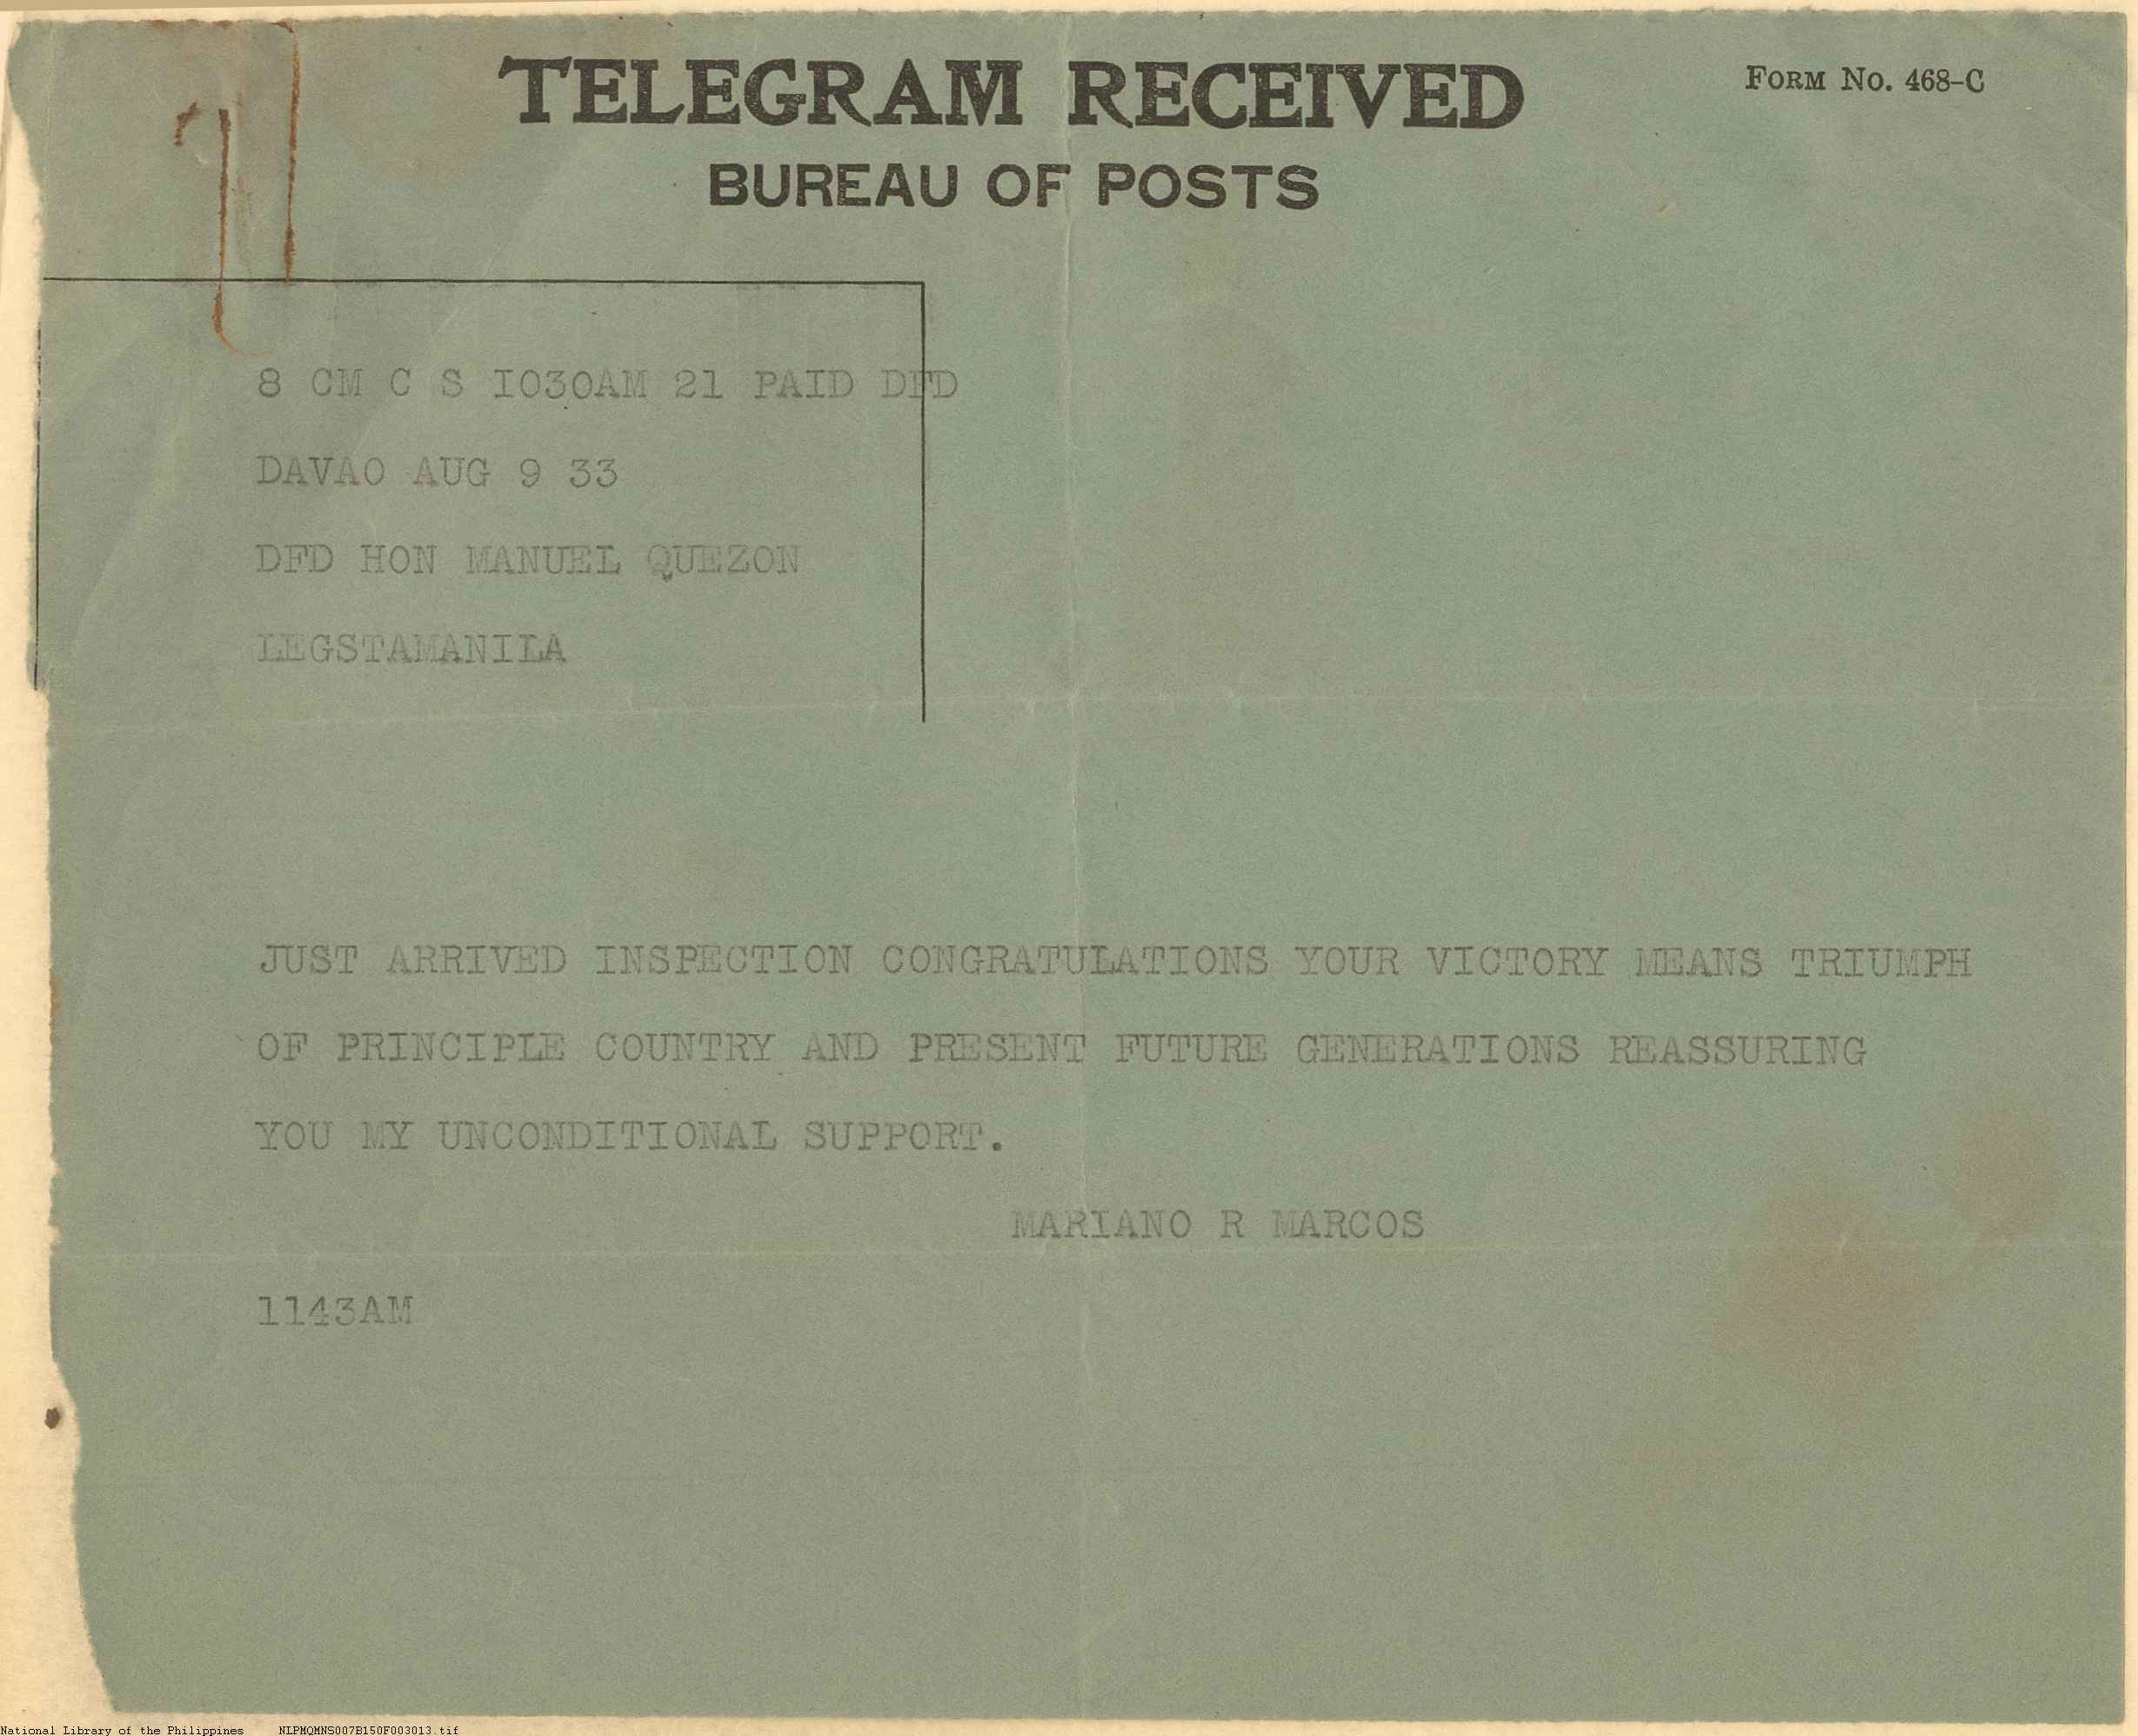 TELEGRAM RECEIVED
FORM NO. 468-C
BUREAU OF POSTS
8 CM C S I030AM 21 PAID DFD
DAVAO AUG 9 33
DFD HON MANUEL QUEZON
LEGSTAMANILA
JUST ARRIVED INSPECTION CONGRATULATIONS YOUR VICTORY MEANS TRIUMPH
OF PRINCIPLE COUNTRY AND PRESENT FUTURE GENERATIONS REASSURING
YOU MY UNCONDITIONAL SUPPORT.
MARIANO R MARCOS
1143AM
National Library of the Philippines NLPMQMNS007B150F003013.tif